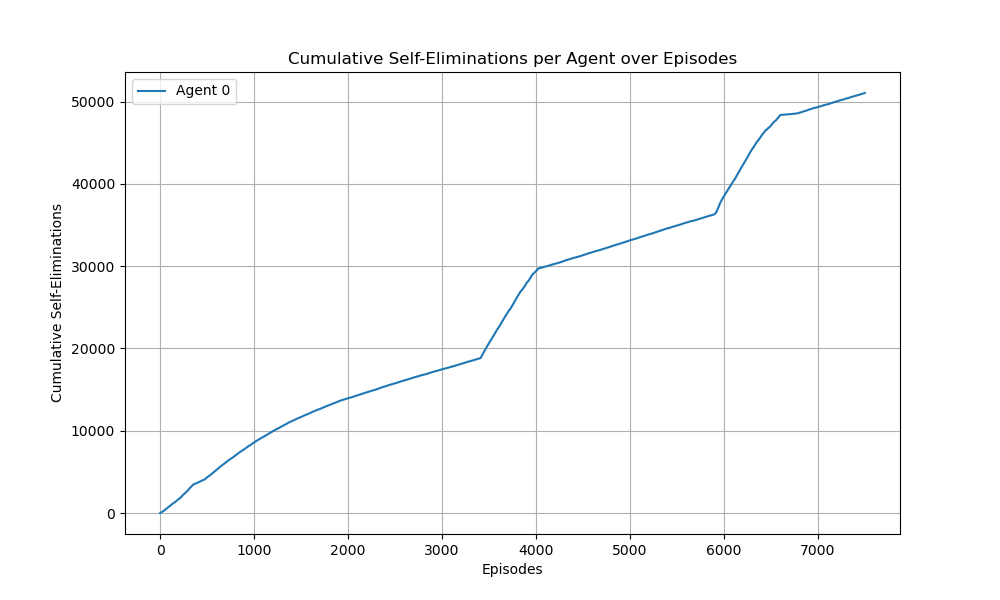 Cumulative Self-Eliminations per Agent over Episodes
Agent 0
Cumulative Self-Eliminations
50000
40000
30000
20000
10000
0
0 1000 2000 3000 4000 5000 6000 7000
Episodes